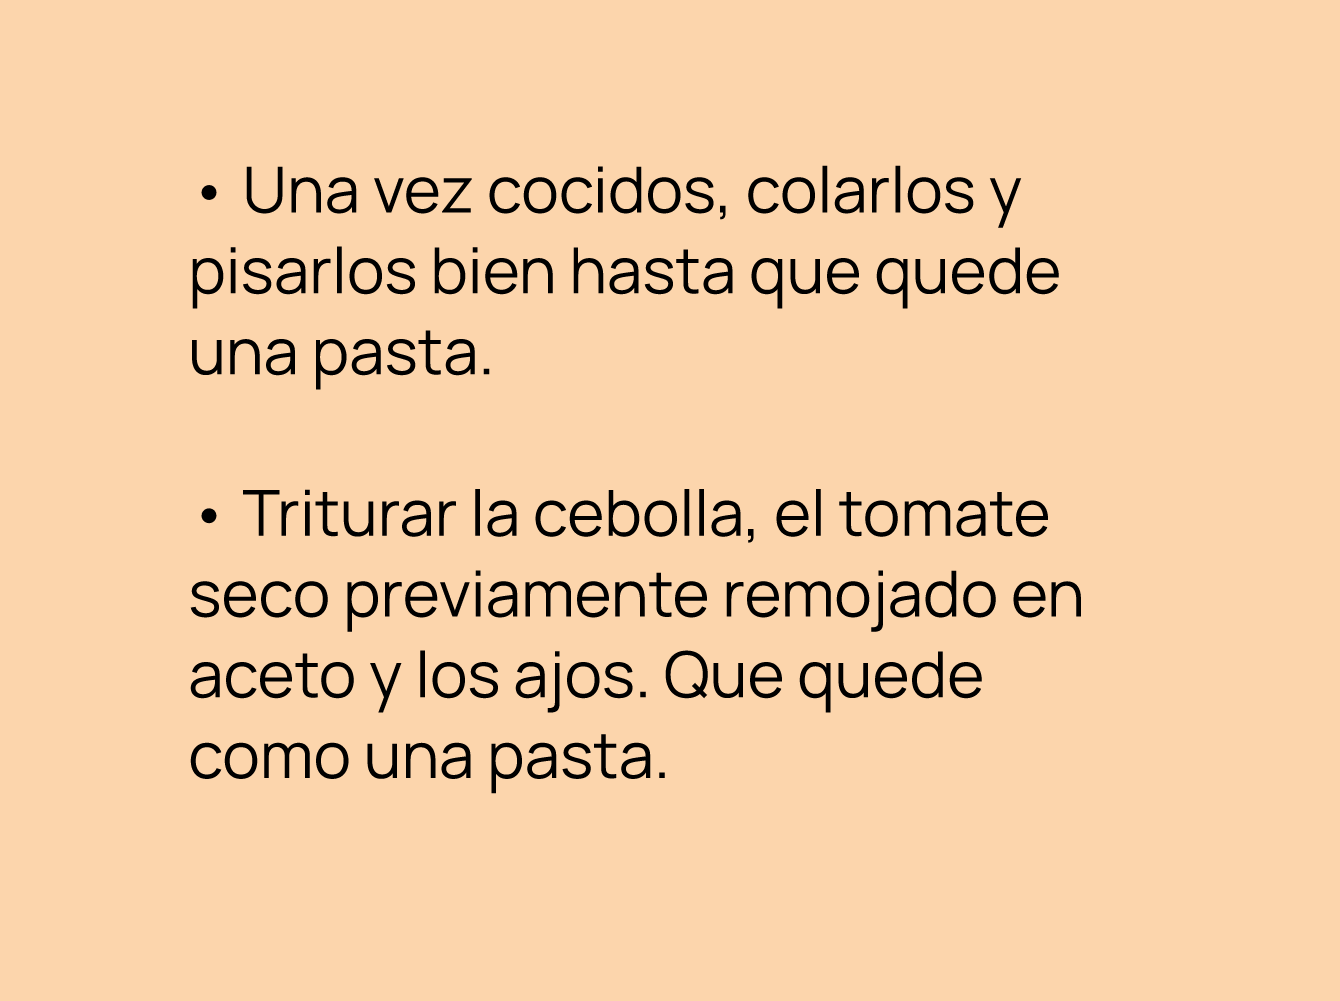 • Una vez cocidos, colarlos y
pisarlos bien hasta que quede
una pasta.
• Triturar la cebolla, el tomate
seco previamente remojado en
aceto y los ajos. Que quede
como una pasta.